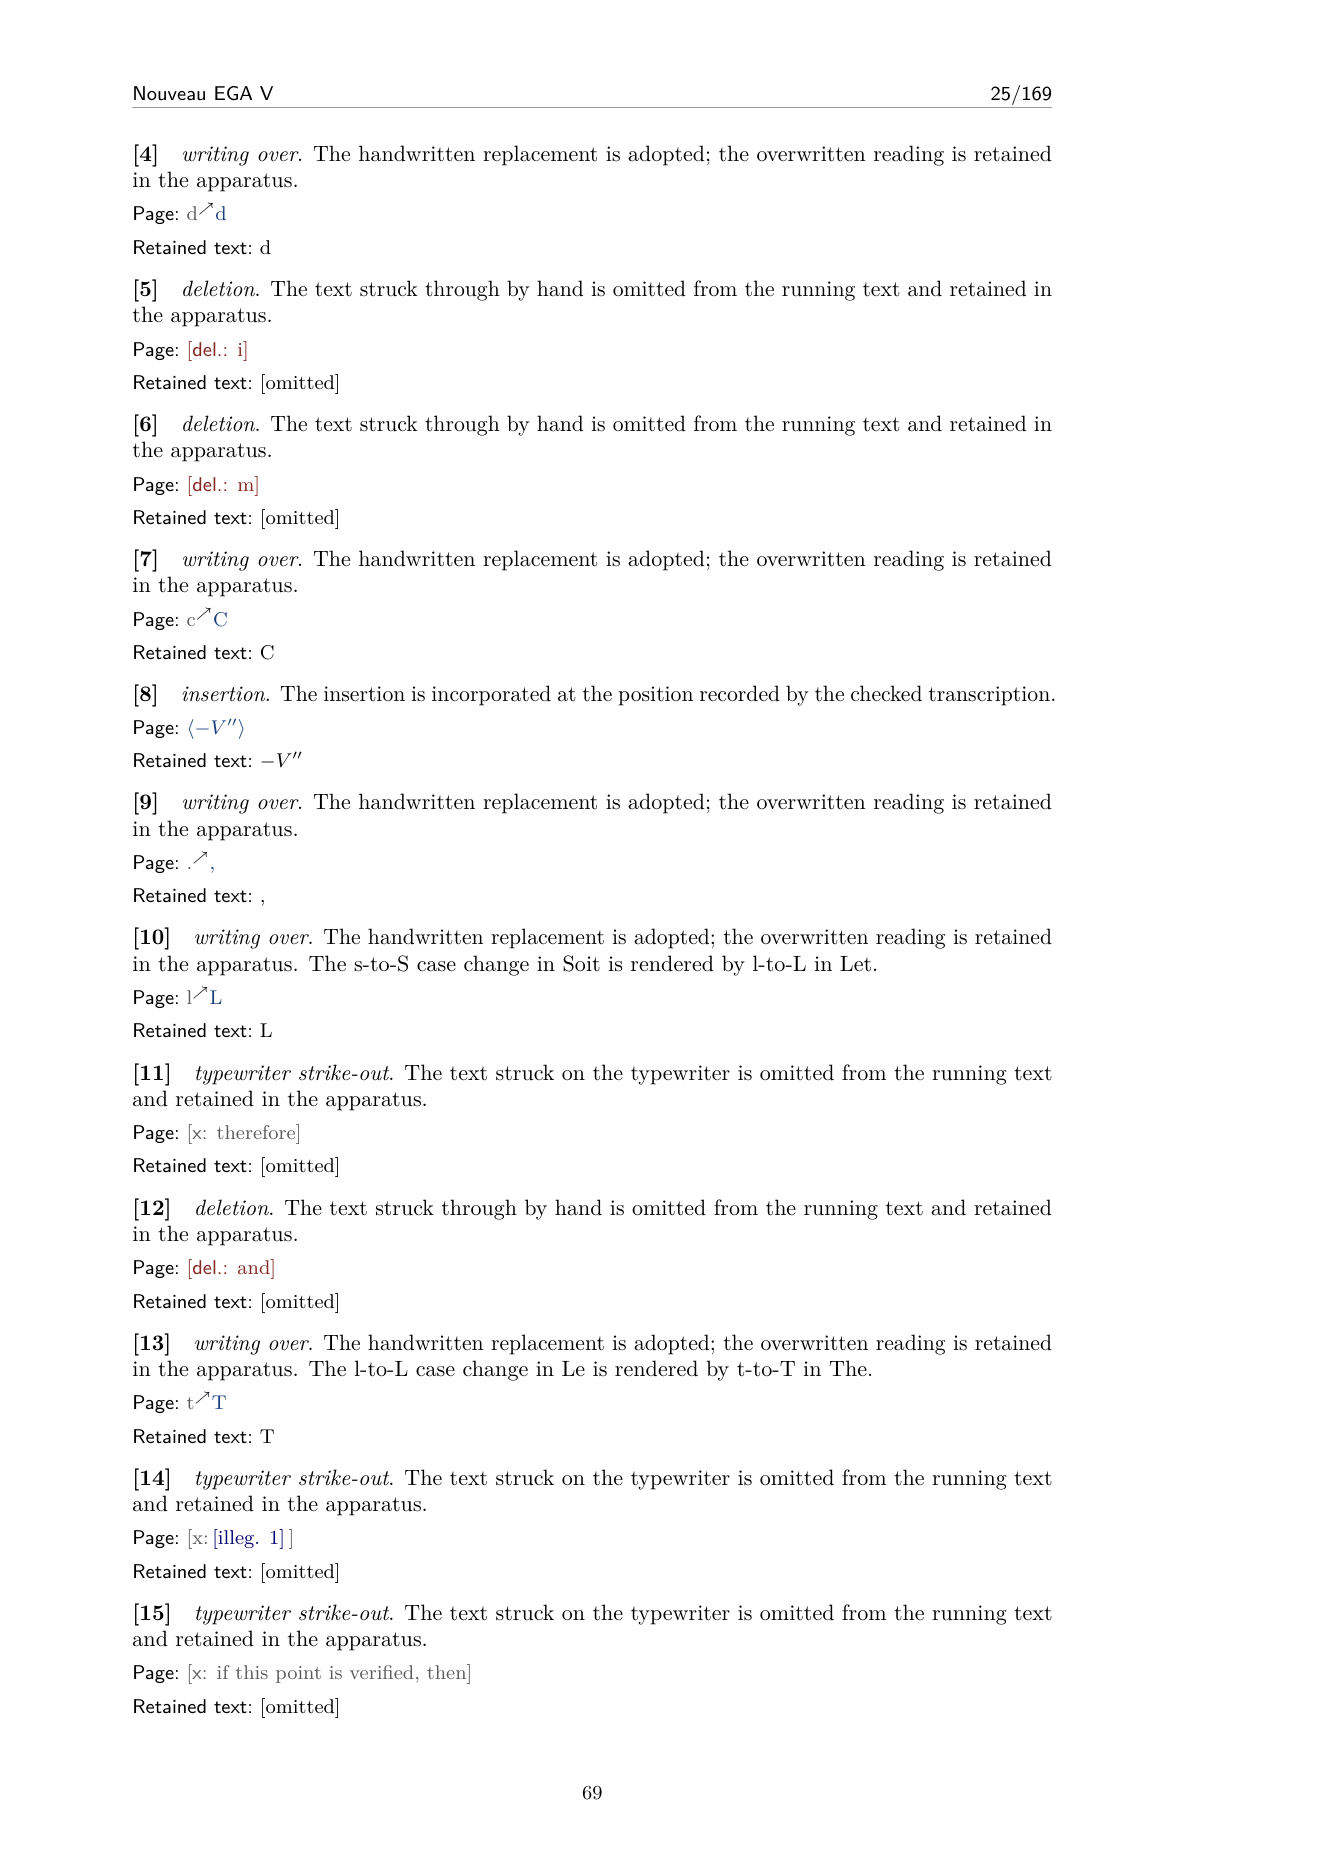 Nouveau EGA V 25/169
[4] writing over. The handwritten replacement is adopted; the overwritten reading is retained
in the apparatus.
Page: d↗d
Retained text: d
[5] deletion. The text struck through by hand is omitted from the running text and retained in
the apparatus.
Page: [del.: i]
Retained text: [omitted]
[6] deletion. The text struck through by hand is omitted from the running text and retained in
the apparatus.
Page: [del.: m]
Retained text: [omitted]
[7] writing over. The handwritten replacement is adopted; the overwritten reading is retained
in the apparatus.
Page: c↗C
Retained text: C
[8] insertion. The insertion is incorporated at the position recorded by the checked transcription.
Page: ⟨−V′′⟩
Retained text: −V′′
[9] writing over. The handwritten replacement is adopted; the overwritten reading is retained
in the apparatus.
Page: .↗,
Retained text: ,
[10] writing over. The handwritten replacement is adopted; the overwritten reading is retained
in the apparatus. The s-to-S case change in Soit is rendered by l-to-L in Let.
Page: l↗L
Retained text: L
[11] typewriter strike-out. The text struck on the typewriter is omitted from the running text
and retained in the apparatus.
Page: [x: therefore]
Retained text: [omitted]
[12] deletion. The text struck through by hand is omitted from the running text and retained
in the apparatus.
Page: [del.: and]
Retained text: [omitted]
[13] writing over. The handwritten replacement is adopted; the overwritten reading is retained
in the apparatus. The l-to-L case change in Le is rendered by t-to-T in The.
Page: t↗T
Retained text: T
[14] typewriter strike-out. The text struck on the typewriter is omitted from the running text
and retained in the apparatus.
Page: [x: [illeg. 1] ]
Retained text: [omitted]
[15] typewriter strike-out. The text struck on the typewriter is omitted from the running text
and retained in the apparatus.
Page: [x: if this point is verified, then]
Retained text: [omitted]
69